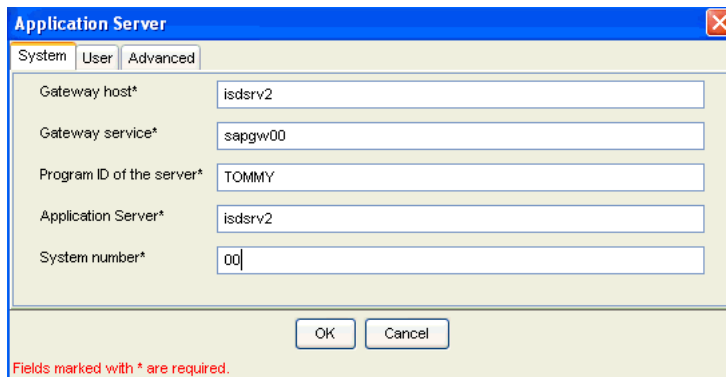 Application Server
System User Advanced
Gateway host* isdsrv2
Gateway service* sapgw00
Program ID of the server* TOMMY
Application Server* isdsrv2
System number* 00
OK Cancel
Fields marked with * are required.